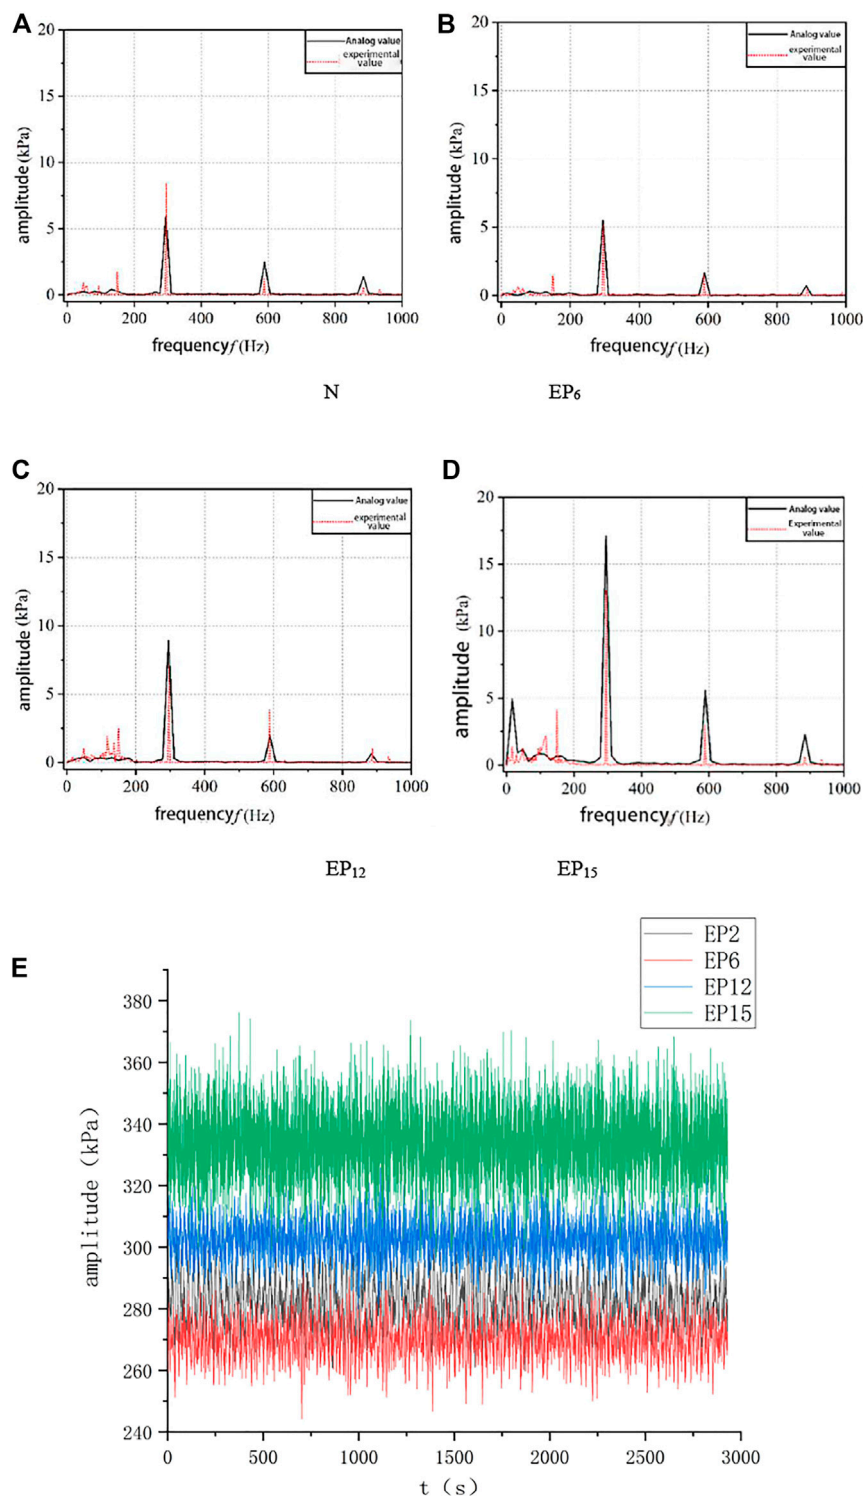 A
20
15
10
5
0
amplitude (kPa)
Analog value
experimental
value
0 200 400 600 800 1000
frequency f (Hz)
B
20
15
10
5
0
amplitude (kPa)
Analog value
experimental
value
0 200 400 600 800 1000
frequency f (Hz)
N
EP6
C
20
15
10
5
0
amplitude (kPa)
Analog value
experimental
value
0 200 400 600 800 1000
frequency f (Hz)
D
20
15
10
5
0
amplitude (kPa)
Analog value
Experimental
value
0 200 400 600 800 1000
frequency f (Hz)
EP12
EP15
E
EP2
EP6
EP12
EP15
380
360
340
320
300
280
260
240
amplitude (kPa)
0 500 1000 1500 2000 2500 3000
t (s)